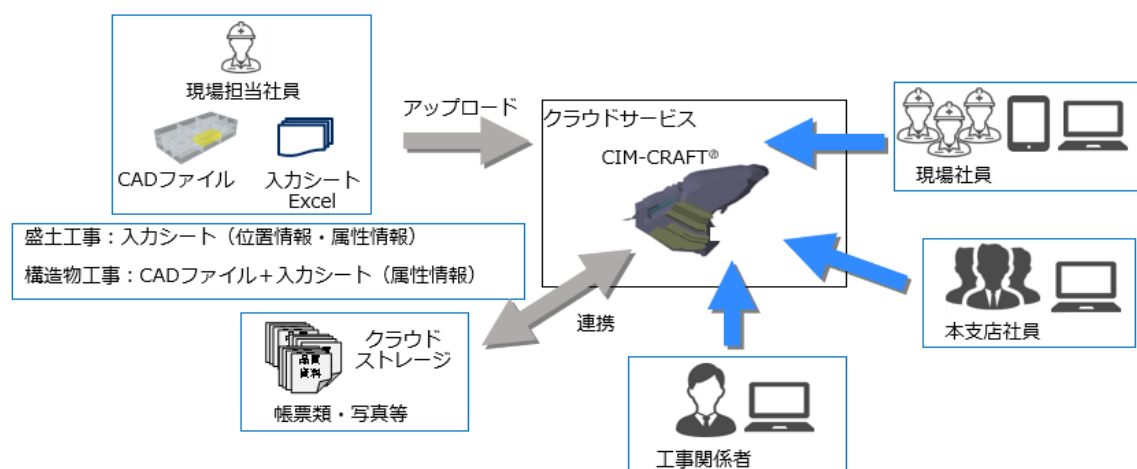 現場担当社員
CADファイル
入力シート
Excel
アップロード
クラウドサービス
CIM-CRAFT®
現場社員
盛土工事：入力シート（位置情報・属性情報）
構造物工事：CADファイル＋入力シート（属性情報）
連携
本支店社員
クラウド
ストレージ
品質
資料
帳票類・写真等
工事関係者